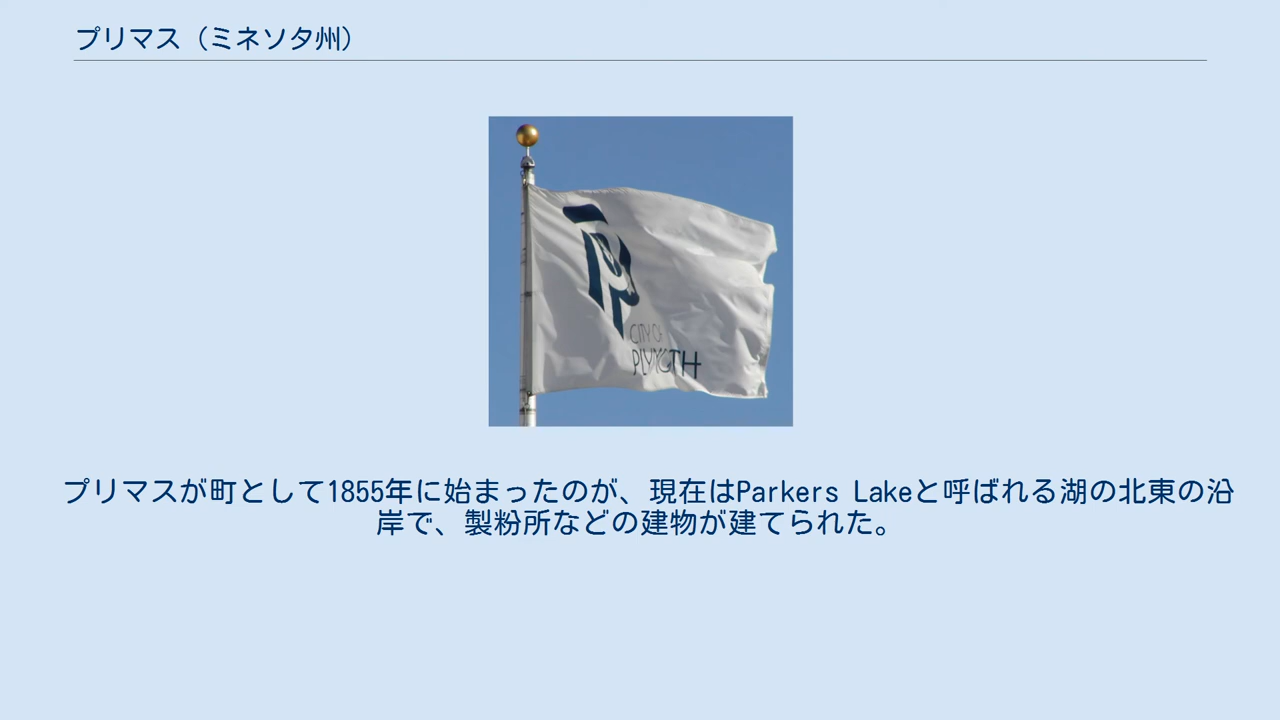 プリマス（ミネソタ州）
CITY OF
プリマスが町として1855年に始まったのが、現在はParkers Lakeと呼ばれる湖の北東の沿
岸で、製粉所などの建物が建てられた。